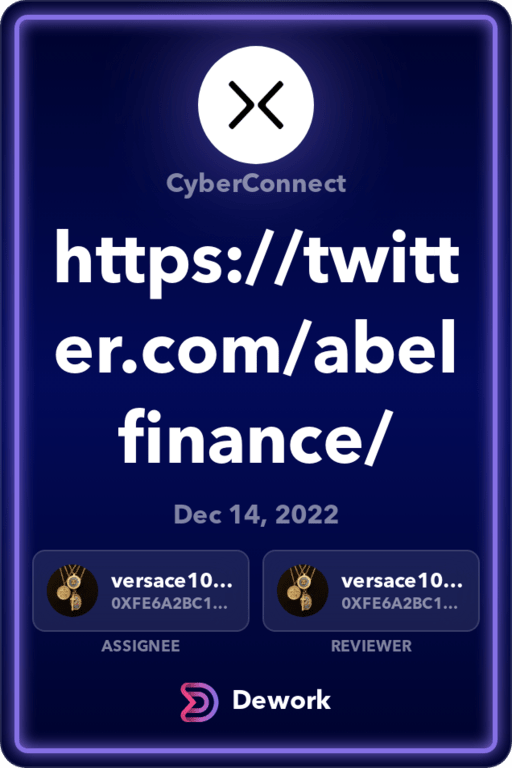 CyberConnect
https://twitt
er.com/abel
finance/
Dec 14, 2022
versace10... versace10...
0XFE6A2BC1... 0XFE6A2BC1...
ASSIGNEE REVIEWER
Dework